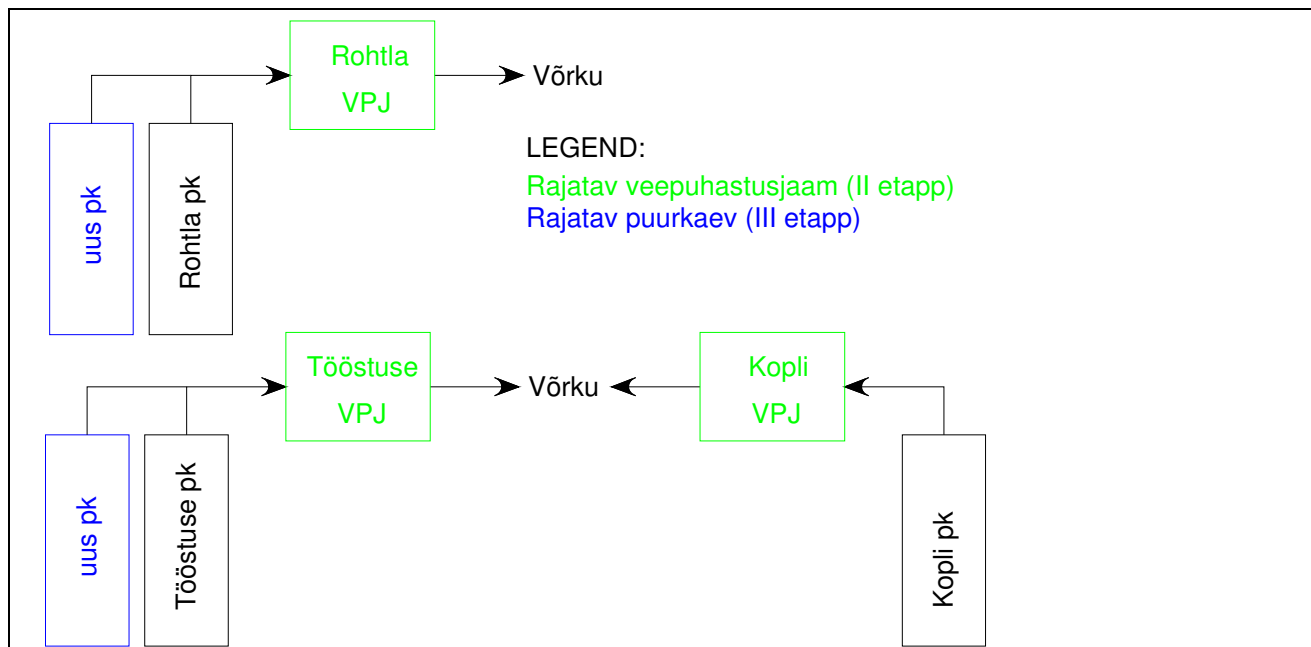 Rohtla
VPJ
Võrku
LEGEND:
Rajatav veepuhastusjaam (II etapp)
Rajatav puurkaev (III etapp)
uus pk
Rohtla pk
Tööstuse
VPJ
Võrku
Kopli
VPJ
uus pk
Tööstuse pk
Kopli pk